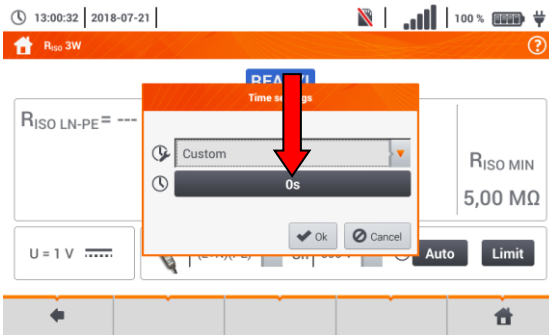 13:00:32 2018-07-21 100 %
RISO 3W ?
Time
Custom
RISO LN-PE= ---
0s
RISO MIN
5,00 MΩ
Ok Cancel
U = 1 V Auto Limit